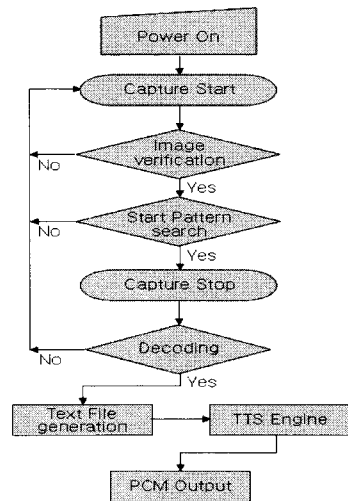 Power On
Capture Start
Image
verification
No
Yes
Start Pattern
search
No
Yes
Capture Stop
Decoding
No
Yes
Text File
generation
TTS Engine
PCM Output